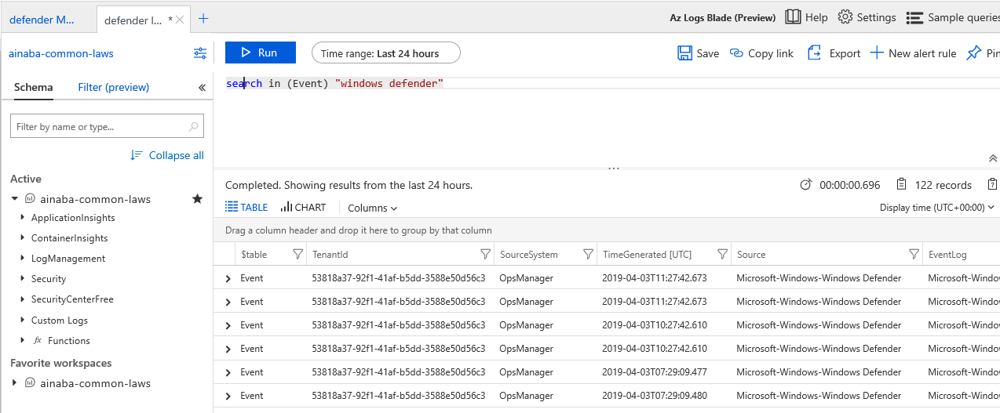 defender M...
defender I... *
Az Logs Blade (Preview) Help Settings Sample queries
ainaba-common-laws
Run Time range: Last 24 hours Save Copy link Export New alert rule Pin
Schema Filter (preview) «
search in (Event) "windows defender"
Filter by name or type...
Collapse all
Active
ainaba-common-laws
ApplicationInsights
ContainerInsights
LogManagement
Security
SecurityCenterFree
Custom Logs
fx Functions
Favorite workspaces
ainaba-common-laws
Completed. Showing results from the last 24 hours. 00:00:00.696 122 records
TABLE CHART Columns Display time (UTC+00:00)
Drag a column header and drop it here to group by that column
$table TenantId SourceSystem TimeGenerated [UTC] Source EventLog
Event 53818a37-92f1-41af-b5dd-3588e50d56c3 OpsManager 2019-04-03T11:27:42.673 Microsoft-Windows-Windows Defender Microsoft-Windo
Event 53818a37-92f1-41af-b5dd-3588e50d56c3 OpsManager 2019-04-03T11:27:42.673 Microsoft-Windows-Windows Defender Microsoft-Windo
Event 53818a37-92f1-41af-b5dd-3588e50d56c3 OpsManager 2019-04-03T10:27:42.610 Microsoft-Windows-Windows Defender Microsoft-Windo
Event 53818a37-92f1-41af-b5dd-3588e50d56c3 OpsManager 2019-04-03T10:27:42.610 Microsoft-Windows-Windows Defender Microsoft-Windo
Event 53818a37-92f1-41af-b5dd-3588e50d56c3 OpsManager 2019-04-03T07:29:09.477 Microsoft-Windows-Windows Defender Microsoft-Windo
Event 53818a37-92f1-41af-b5dd-3588e50d56c3 OpsManager 2019-04-03T07:29:09.480 Microsoft-Windows-Windows Defender Microsoft-Windo